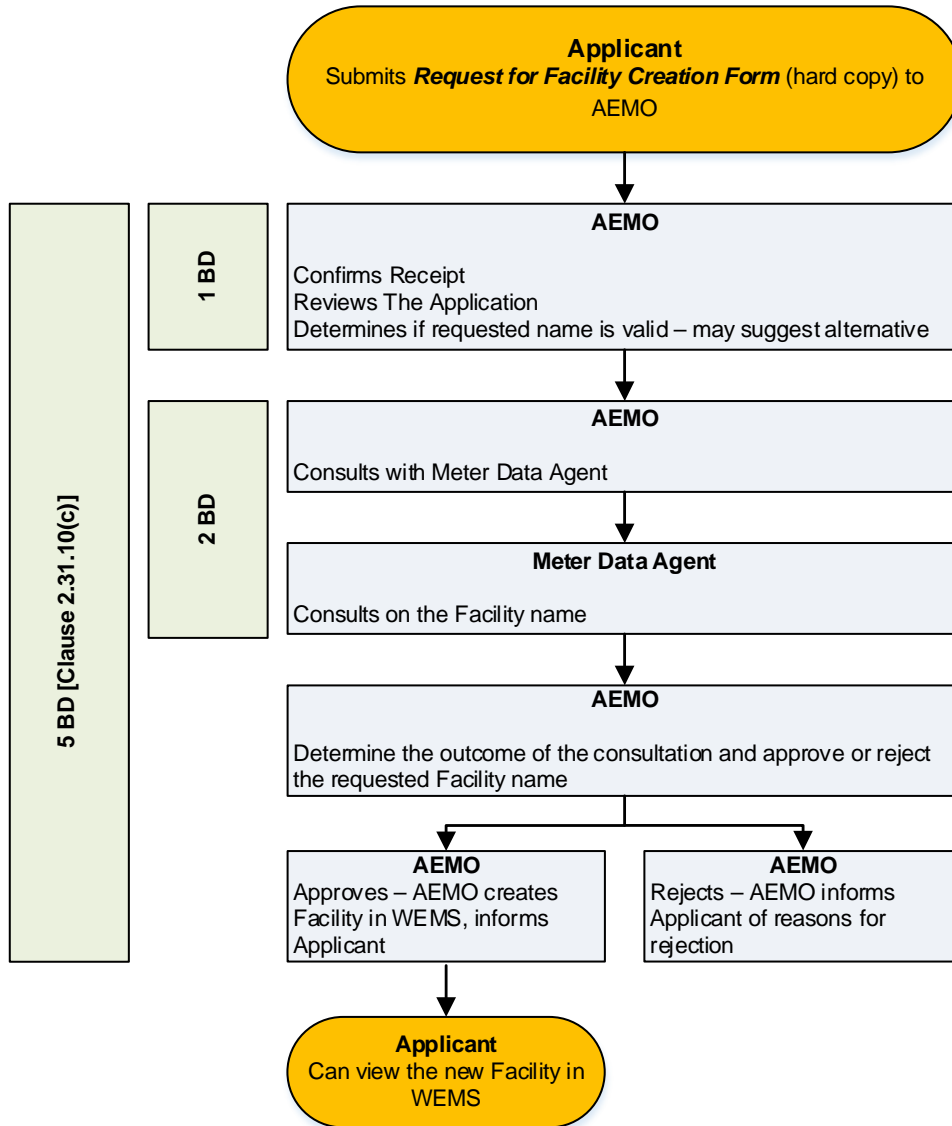 Applicant
Submits Request for Facility Creation Form (hard copy) to
AEMO
5 BD [Clause 2.31.10(c)]
1 BD
AEMO
Confirms Receipt
Reviews The Application
Determines if requested name is valid – may suggest alternative
2 BD
AEMO
Consults with Meter Data Agent
Meter Data Agent
Consults on the Facility name
AEMO
Determine the outcome of the consultation and approve or reject
the requested Facility name
AEMO
Approves – AEMO creates
Facility in WEMS, informs
Applicant
AEMO
Rejects – AEMO informs
Applicant of reasons for
rejection
Applicant
Can view the new Facility in
WEMS